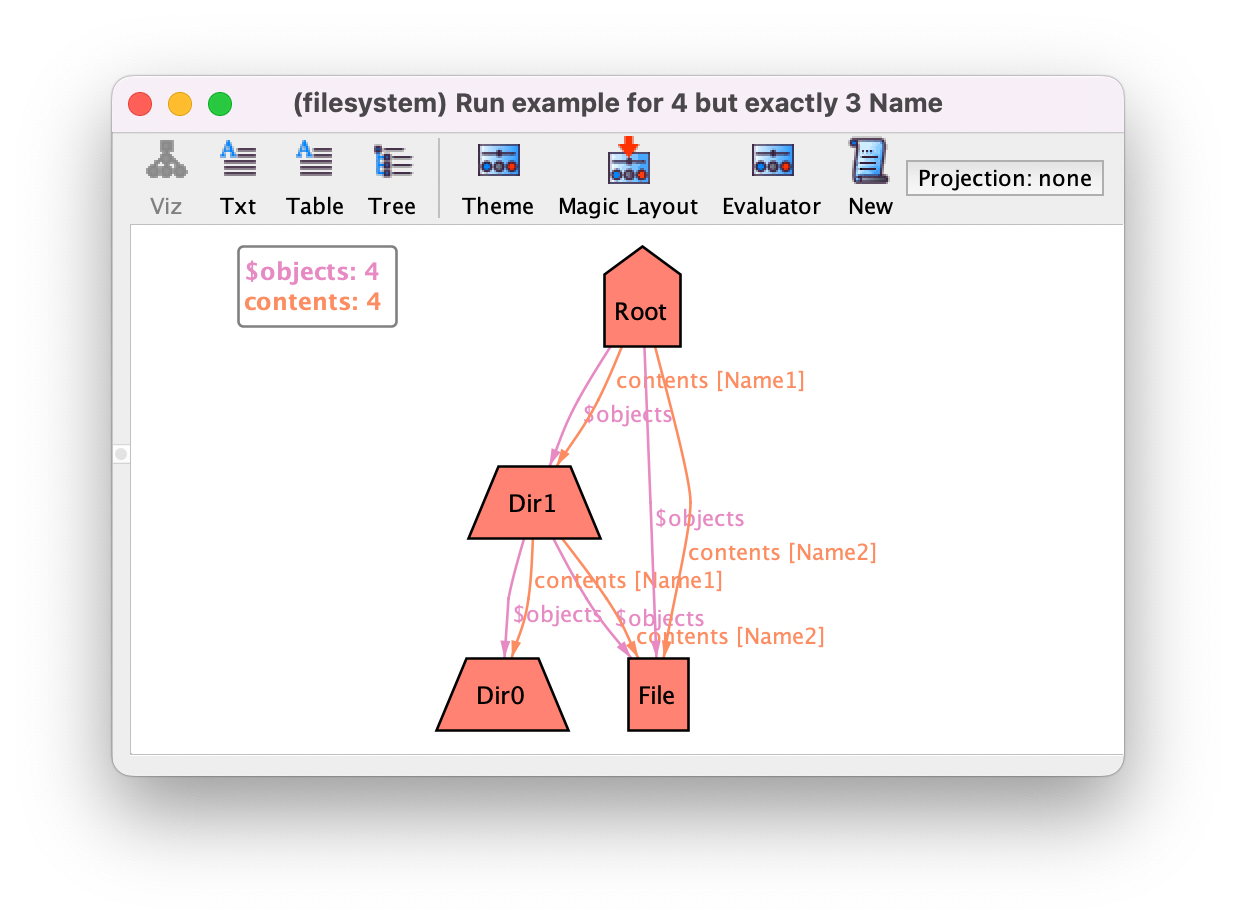 (filesystem) Run example for 4 but exactly 3 Name
Viz Txt Table Tree Theme Magic Layout Evaluator New Projection: none
$objects: 4
contents: 4
Root
contents [Name1]
$objects
Dir1
$objects
contents [Name2]
contents [Name1]
$objects $objects
contents [Name2]
Dir0 File